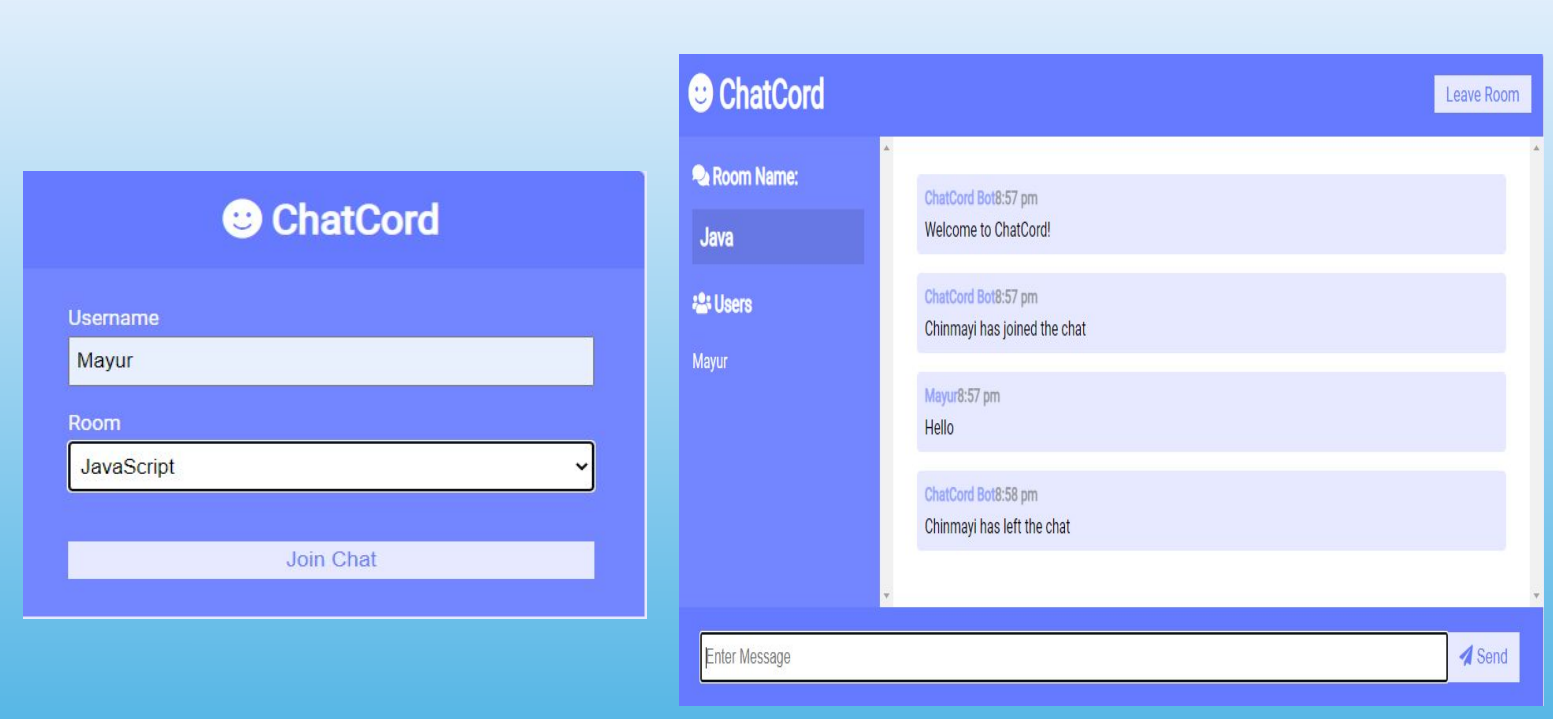 ChatCord
Username
Mayur
Room
JavaScript
Join Chat
ChatCord
Leave Room
Room Name:
Java
Users
Mayur
ChatCord Bot8:57 pm
Welcome to ChatCord!
ChatCord Bot8:57 pm
Chinmayi has joined the chat
Mayur8:57 pm
Hello
ChatCord Bot8:58 pm
Chinmayi has left the chat
Enter Message
Send